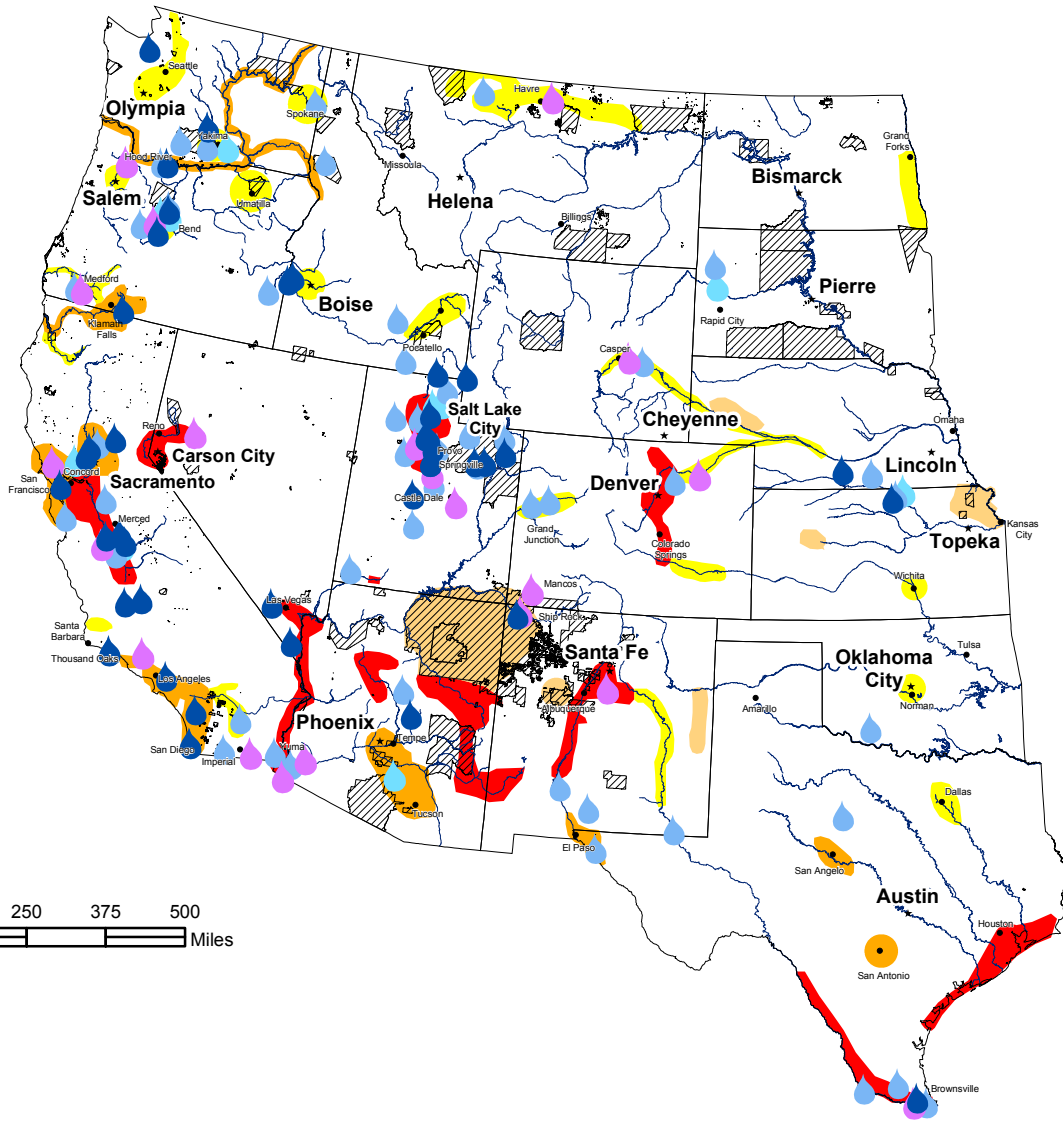 Seattle
Olympia
Spokane
Yakima
Hood River
Salem
Umatilla
Bend
Medford
Klamath
Falls
Missoula
Helena
Havre
Billings
Boise
Pocatello
Bismarck
Grand
Forks
Pierre
Rapid City
Casper
Cheyenne
Omaha
Lincoln
Salt Lake
City
Provo
Springville
Castle Dale
Reno
Carson City
Sacramento
Concord
San
Francisco
Merced
Denver
Grand
Junction
Colorado
Springs
Topeka
Kansas
City
Wichita
Las Vegas
Mancos
Ship Rock
Santa Fe
Albuquerque
Santa
Barbara
Thousand Oaks
Los Angeles
San Diego
Imperial
Yuma
Phoenix
Tempe
Tucson
Oklahoma
City
Tulsa
Norman
Amarillo
Dallas
El Paso
San Angelo
Austin
Houston
San Antonio
Brownsville
250 375 500
Miles